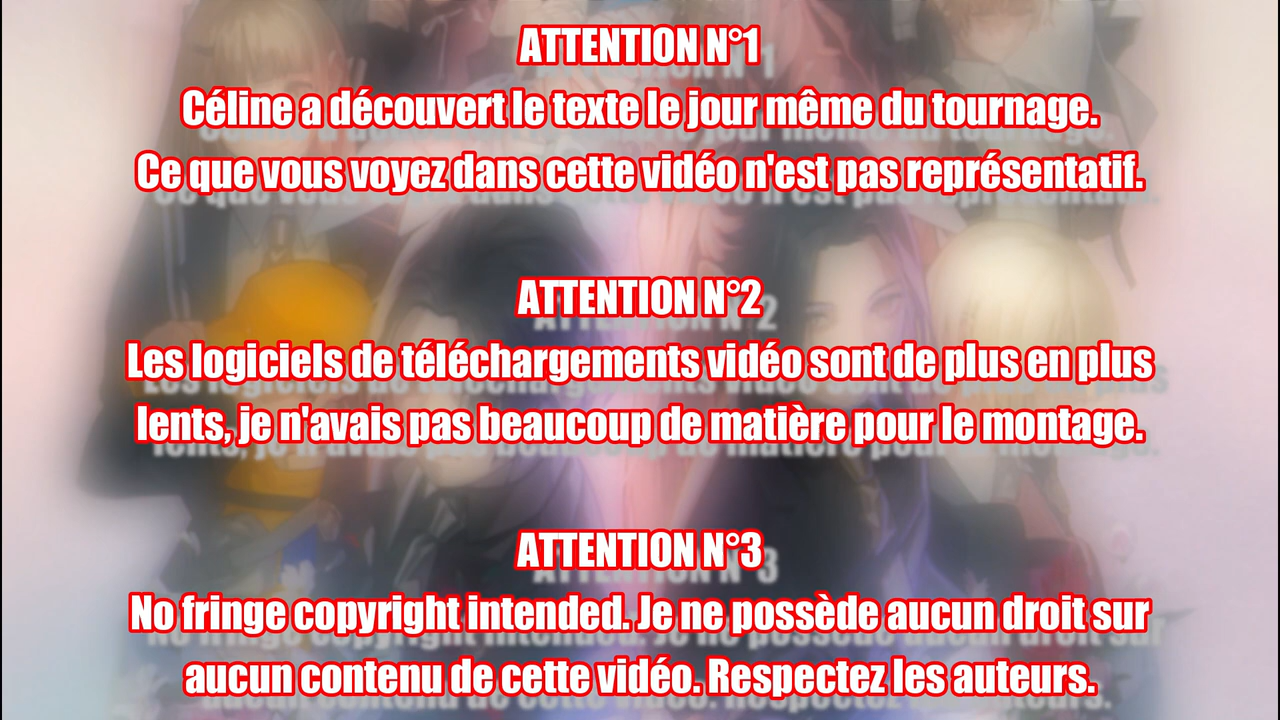 ATTENTION N°1
Céline a découvert le texte le jour même du tournage.
Ce que vous voyez dans cette vidéo n'est pas représentatif.
ATTENTION N°2
Les logiciels de téléchargements vidéo sont de plus en plus
lents, je n'avais pas beaucoup de matière pour le montage.
ATTENTION N°3
No fringe copyright intended. Je ne possède aucun droit sur
aucun contenu de cette vidéo. Respectez les auteurs.